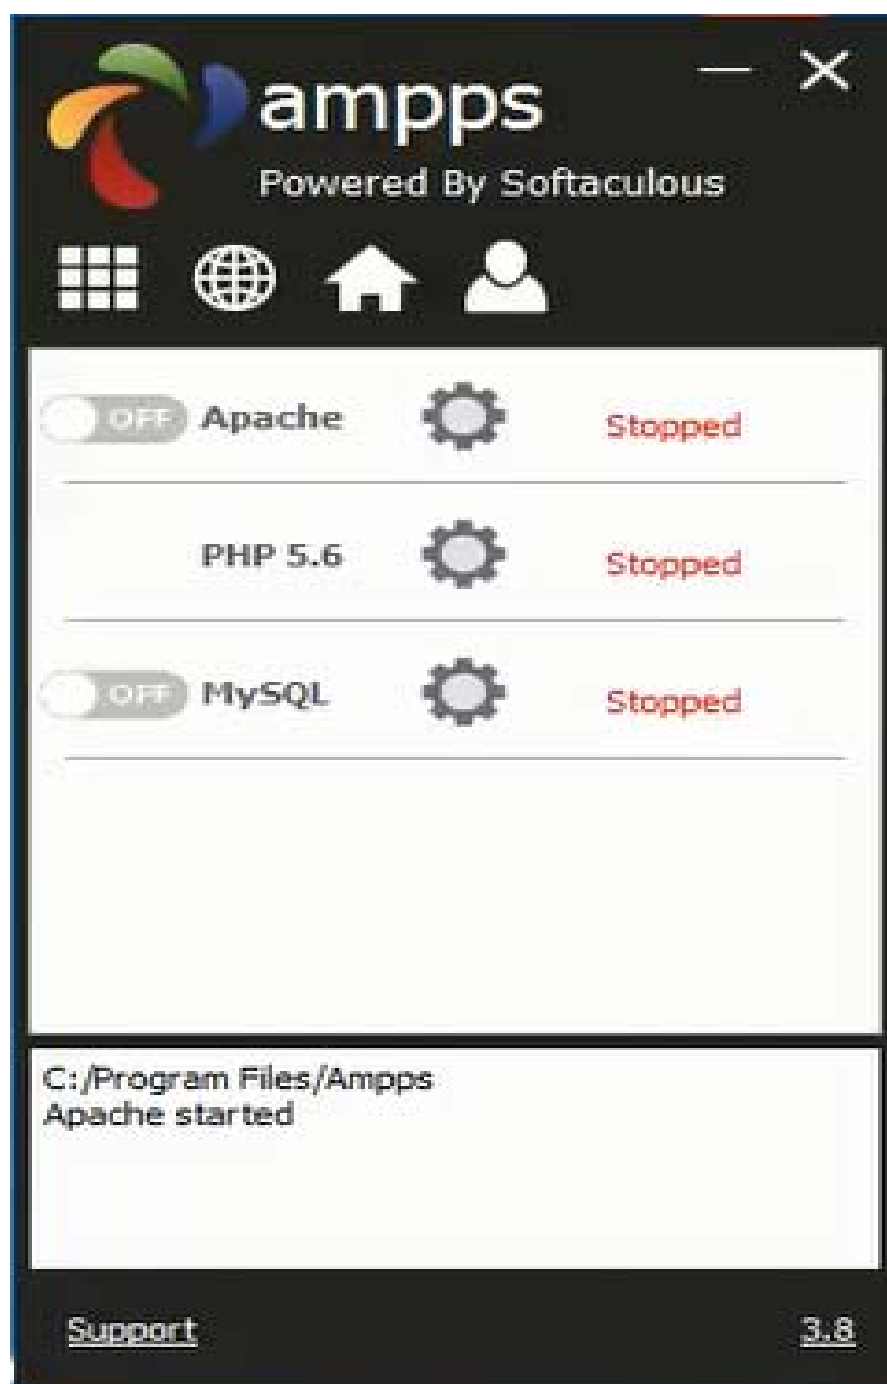 ampps
Powered By Softaculous
OFF Apache Stopped
PHP 5.6 Stopped
OFF MySQL Stopped
C:/Program Files/Ampps
Apache started
Support 3.8